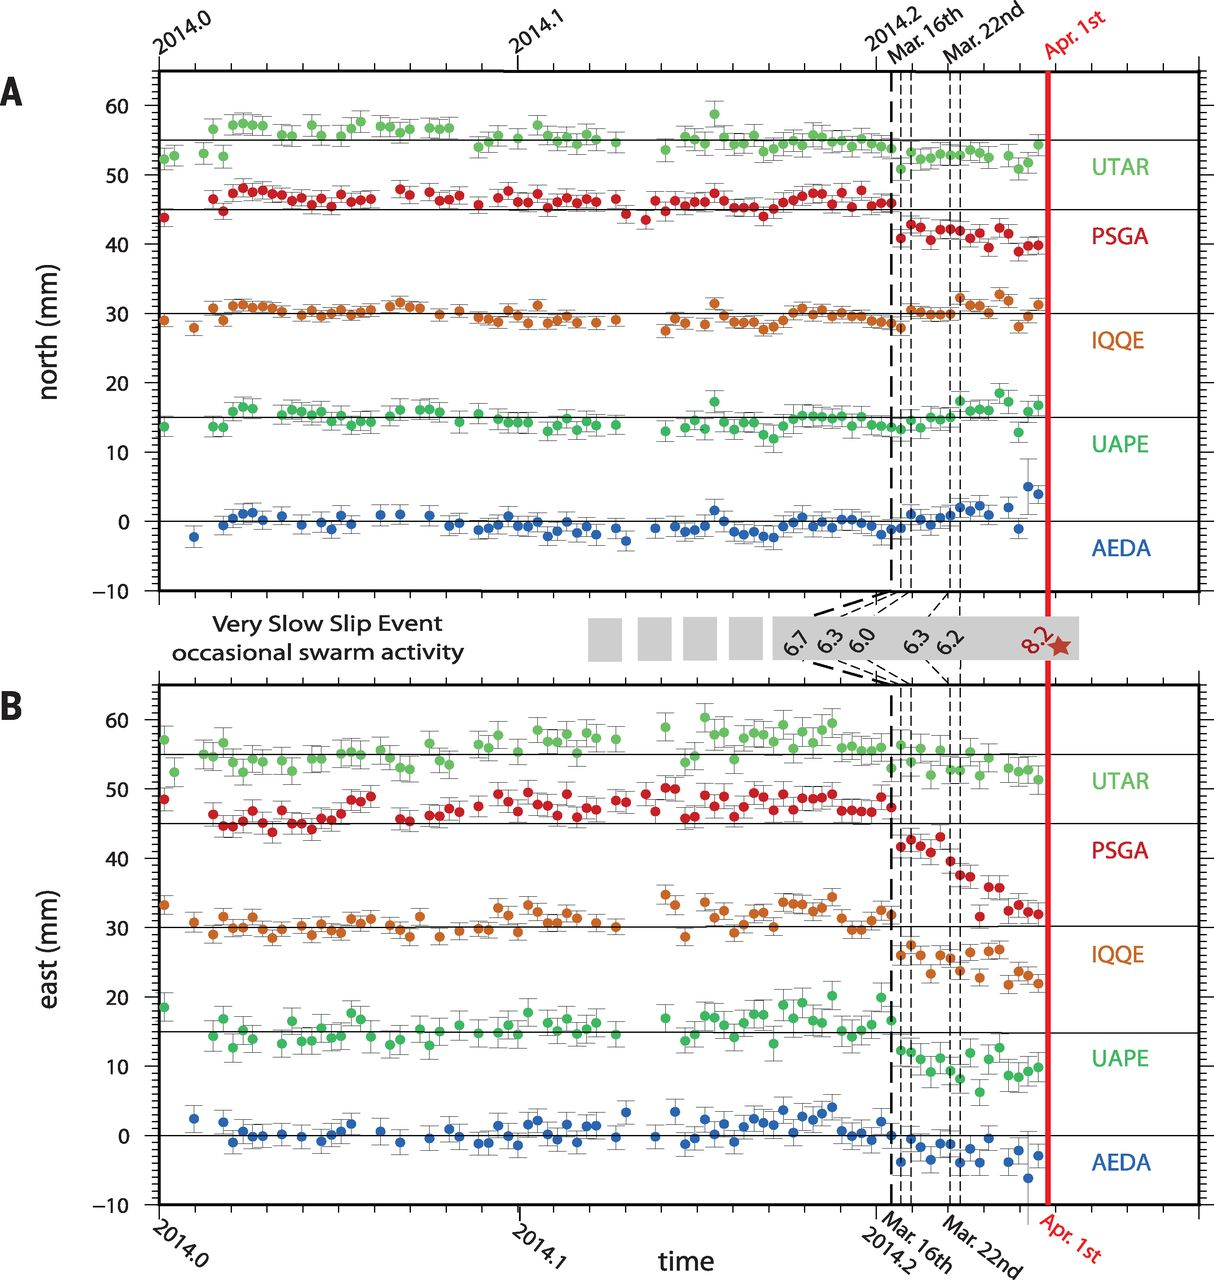 A
2014.0
2014.1
2014.2
Mar. 16th
Mar. 22nd
Apr. 1st
north (mm)
60
50
40
30
20
10
0
−10
UTAR
PSGA
IQQE
UAPE
AEDA
Very Slow Slip Event
occasional swarm activity
6.7
6.3
6.0
6.3
6.2
8.2
B
east (mm)
60
50
40
30
20
10
0
−10
UTAR
PSGA
IQQE
UAPE
AEDA
2014.0
2014.1
time
2014.2
Mar. 16th
Mar. 22nd
Apr. 1st